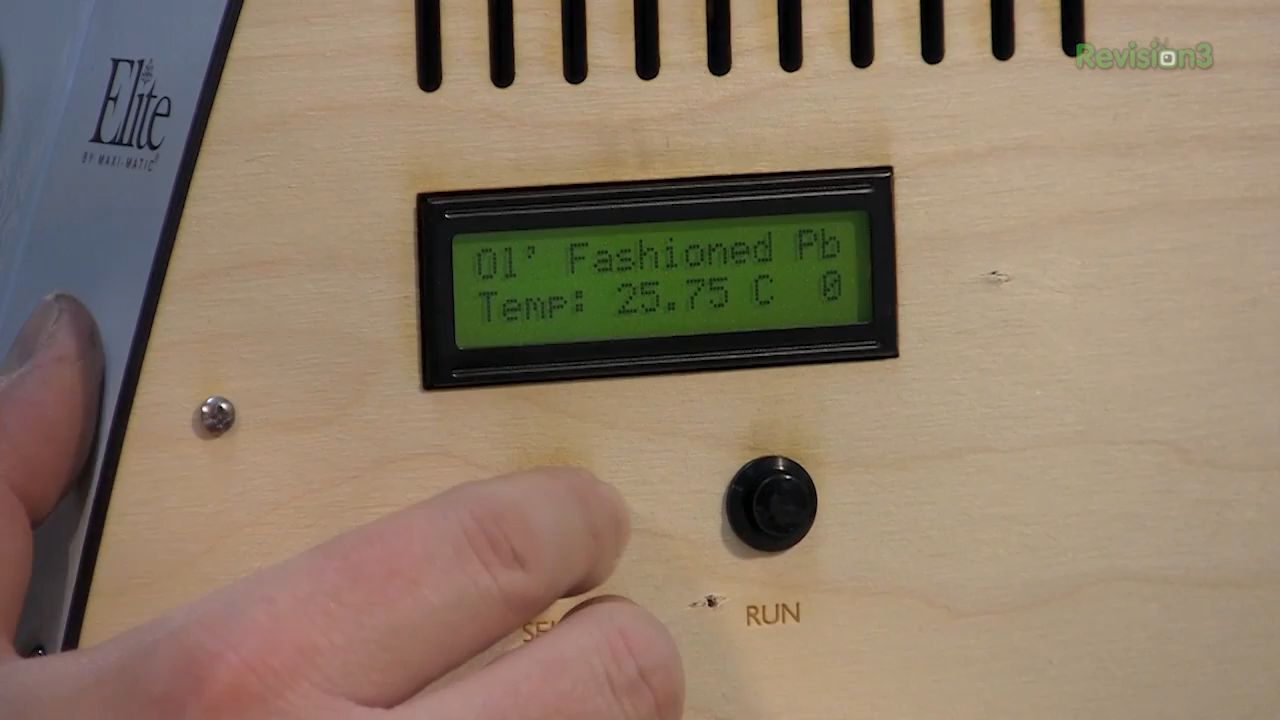 Revision3
Elite
BY MAXI-MATIC®
Ol' Fashioned Pb
Temp: 25.75 C 0
RUN